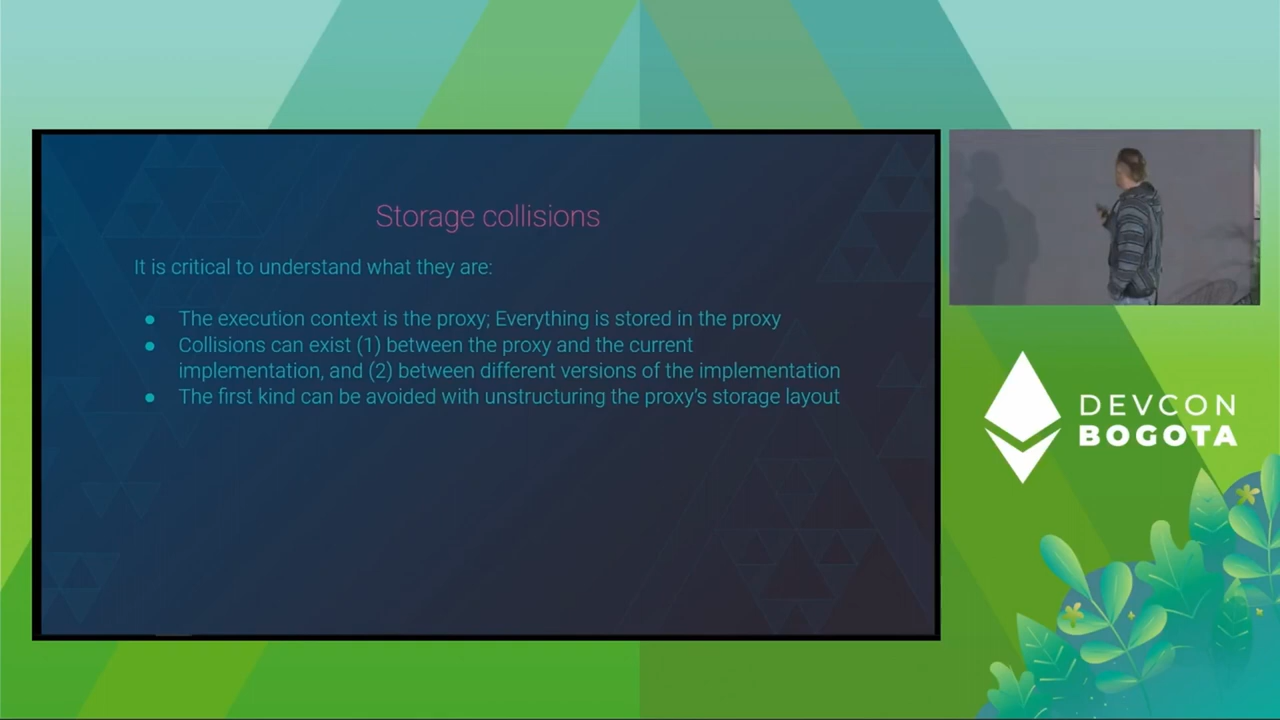 Storage collisions
It is critical to understand what they are:
● The execution context is the proxy; Everything is stored in the proxy
● Collisions can exist (1) between the proxy and the current
implementation, and (2) between different versions of the implementation
● The first kind can be avoided with unstructuring the proxy's storage layout
DEVCON
BOGOTA